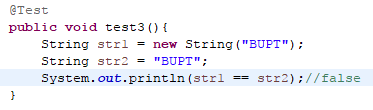 @Test
public void test3(){
    String str1 = new String("BUPT");
    String str2 = "BUPT";
    System.out.println(str1 == str2);//false
}